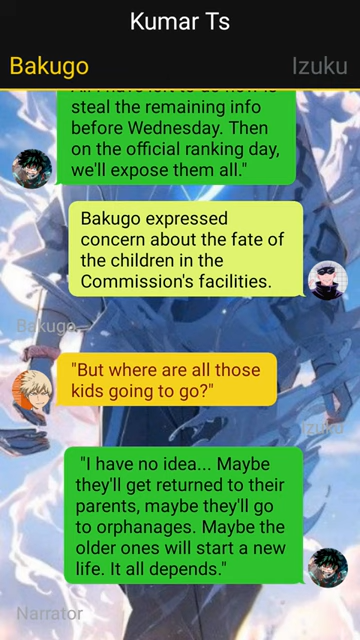 Kumar Ts
Bakugo Izuku
steal the remaining info
before Wednesday. Then
on the official ranking day,
we'll expose them all."
Bakugo expressed
concern about the fate of
the children in the
Commission's facilities.
Bakugo
"But where are all those
kids going to go?"
Izuku
"I have no idea... Maybe
they'll get returned to their
parents, maybe they'll go
to orphanages. Maybe the
older ones will start a new
life. It all depends."
Narrator